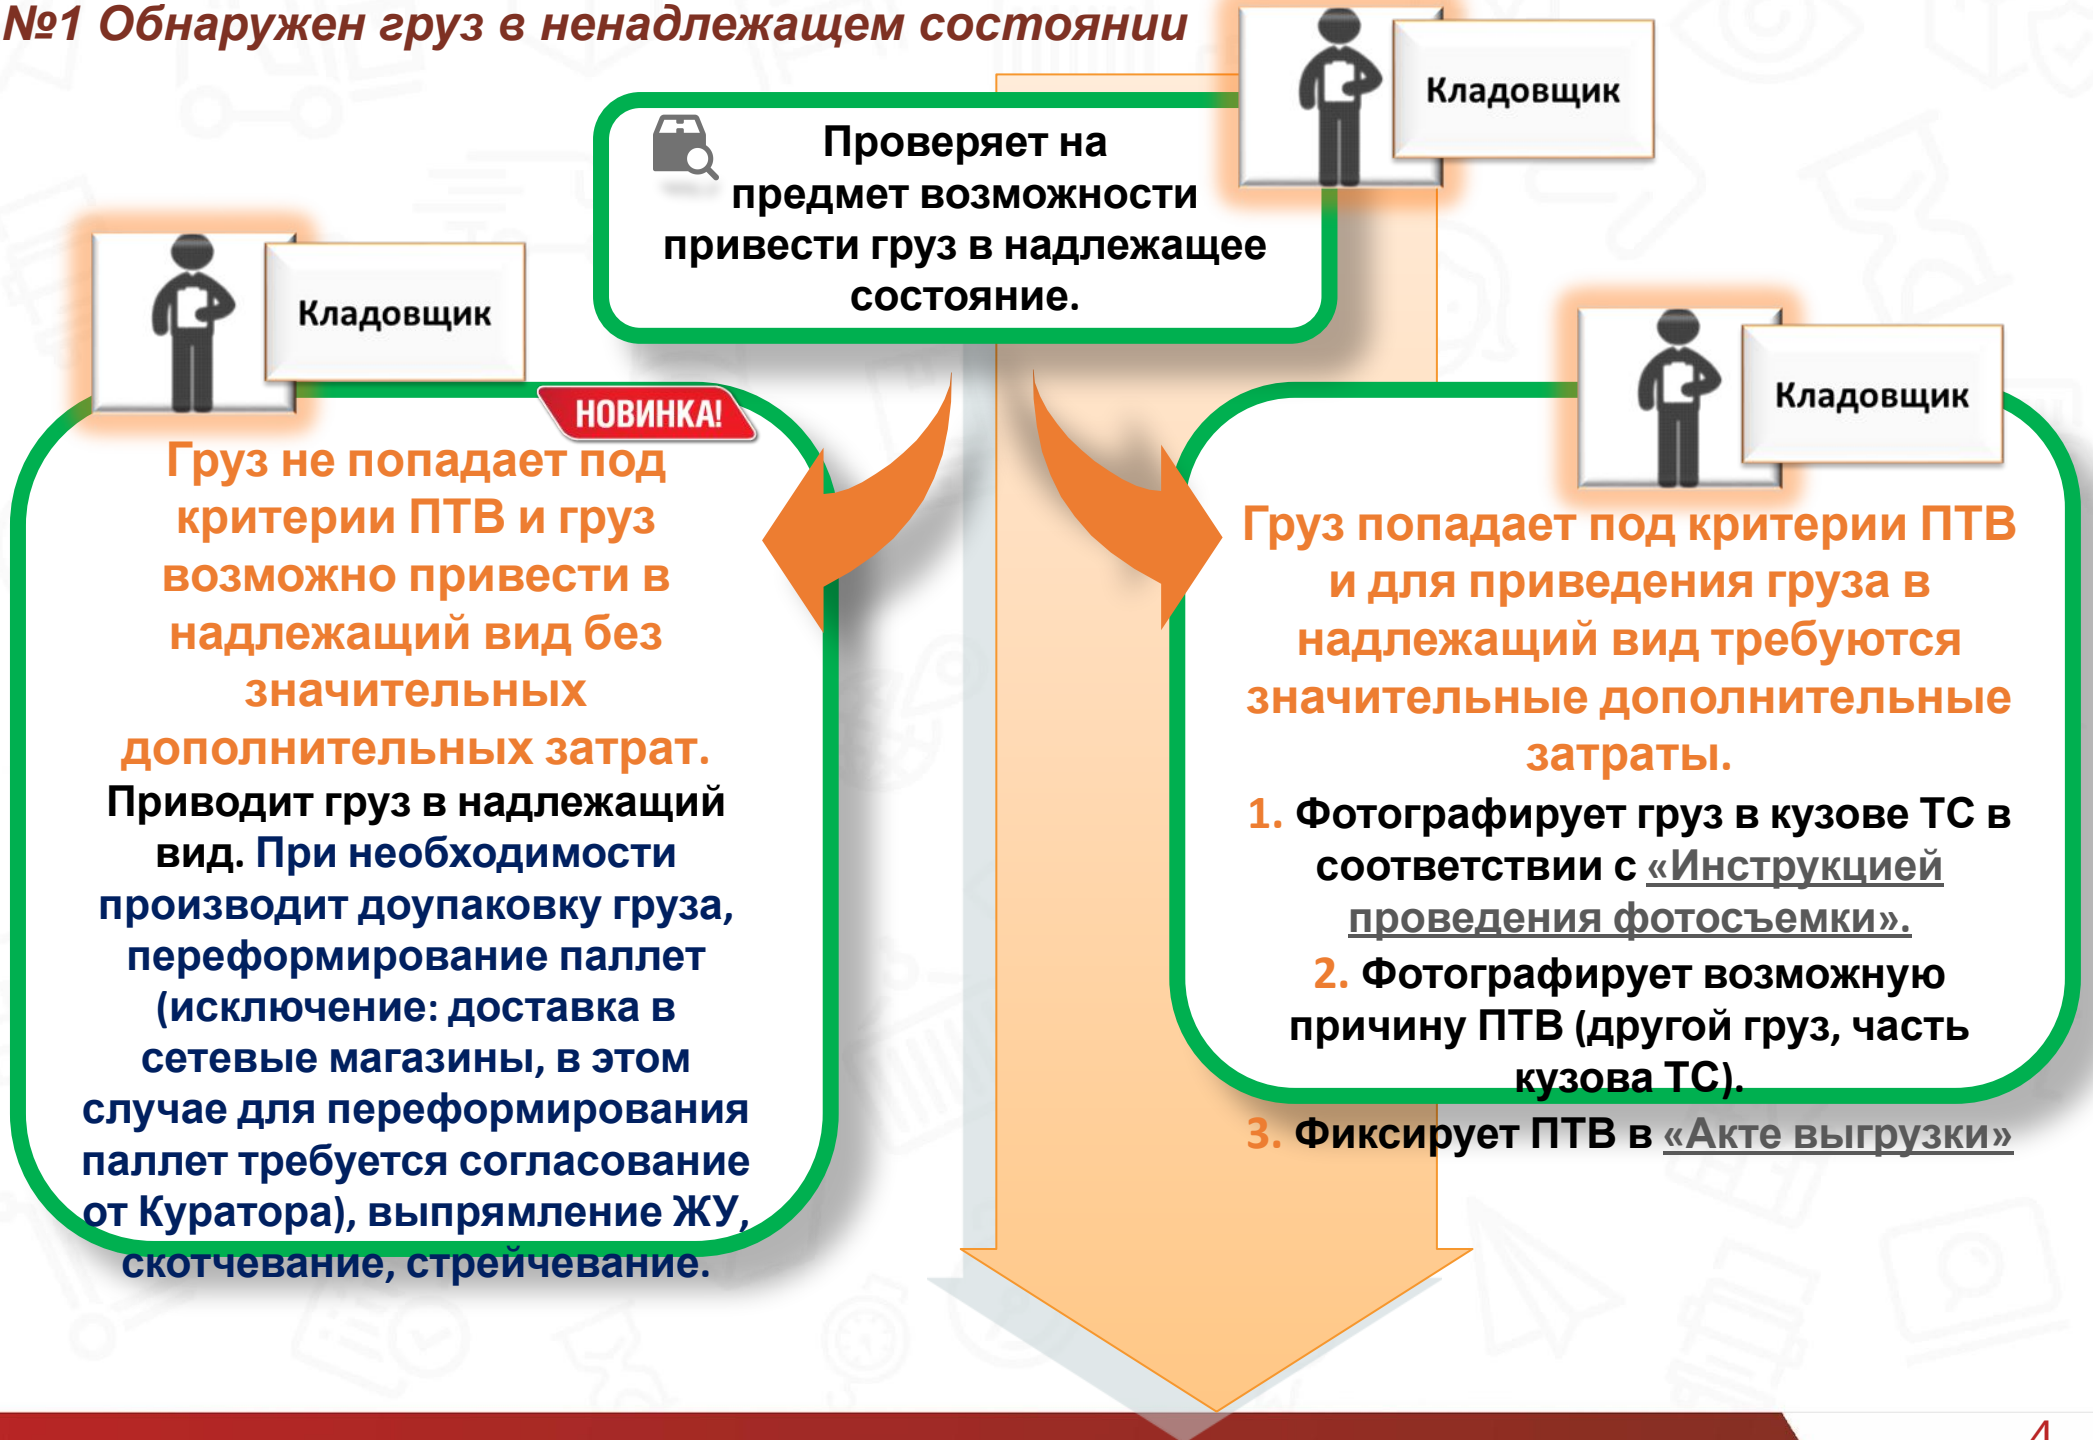 №1 Обнаружен груз в ненадлежащем состоянии
Кладовщик
Проверяет на
предмет возможности
привести груз в надлежащее
состояние.
Кладовщик
НОВИНКА!
Груз не попадает под
критерии ПТВ и груз
возможно привести в
надлежащий вид без
значительных
дополнительных затрат.
Приводит груз в надлежащий
вид. При необходимости
производит доупаковку груза,
переформирование паллет
(исключение: доставка в
сетевые магазины, в этом
случае для переформирования
паллет требуется согласование
от Куратора), выпрямление ЖУ,
скотчевание, стрейчевание.
Кладовщик
Груз попадает под критерии ПТВ
и для приведения груза в
надлежащий вид требуются
значительные дополнительные
затраты.
1. Фотографирует груз в кузове ТС в
соответствии с «Инструкцией
проведения фотосъемки».
2. Фотографирует возможную
причину ПТВ (другой груз, часть
кузова ТС).
3. Фиксирует ПТВ в «Акте выгрузки»
4